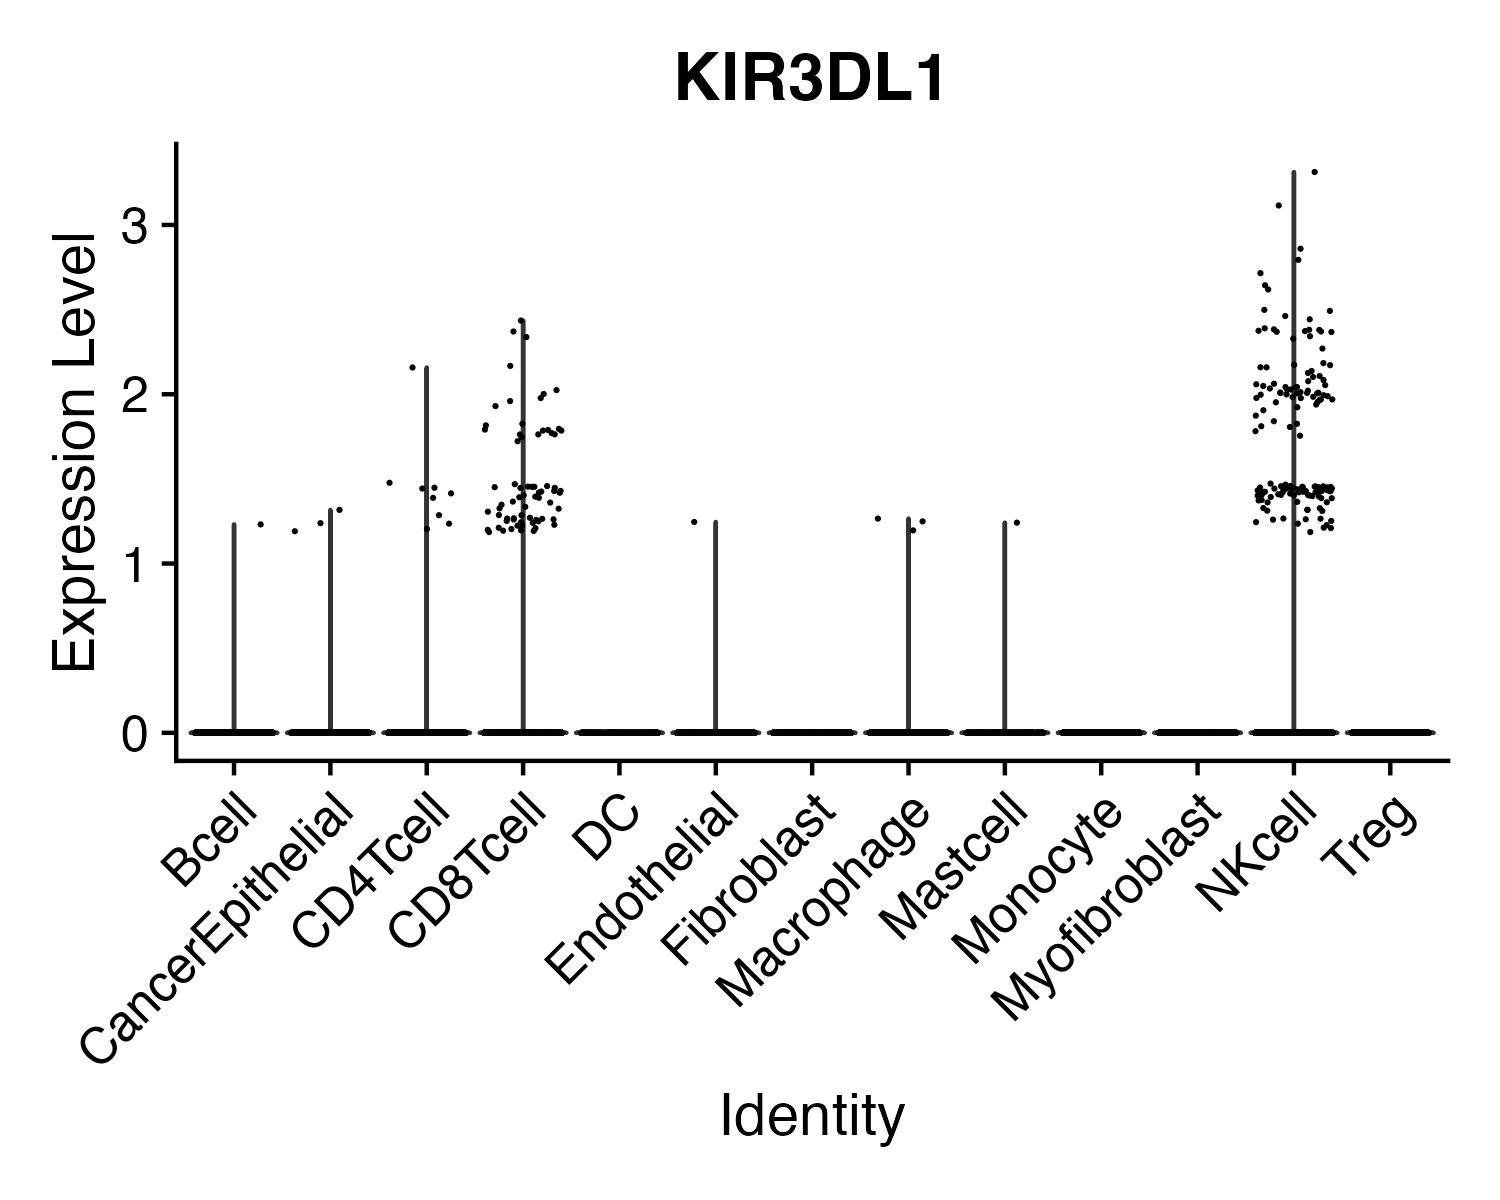 KIR3DL1
Expression Level
3
2
1
0
Bcell
CancerEpithelial
CD4Tcell
CD8Tcell
DC
Endothelial
Fibroblast
Macrophage
Mastcell
Monocyte
Myofibroblast
NKcell
Treg
Identity